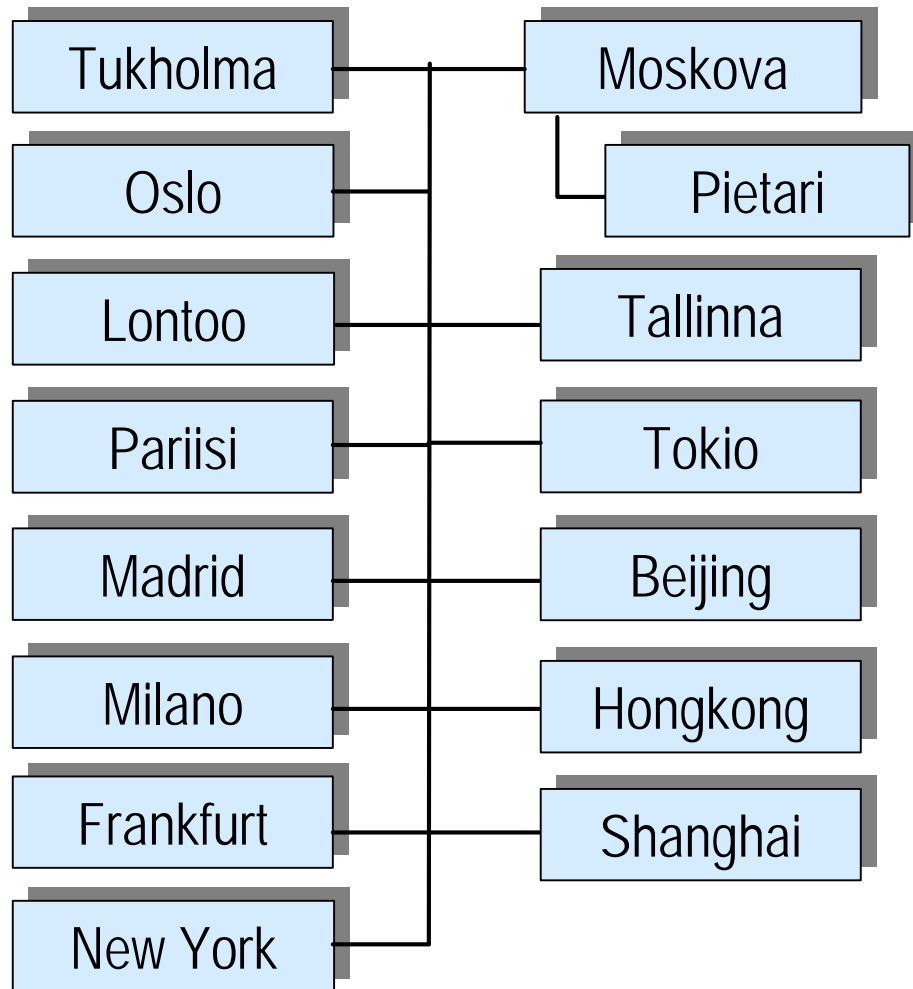 Tukholma
Moskova
Oslo
Pietari
Lontoo
Tallinna
Pariisi
Tokio
Madrid
Beijing
Milano
Hongkong
Frankfurt
Shanghai
New York